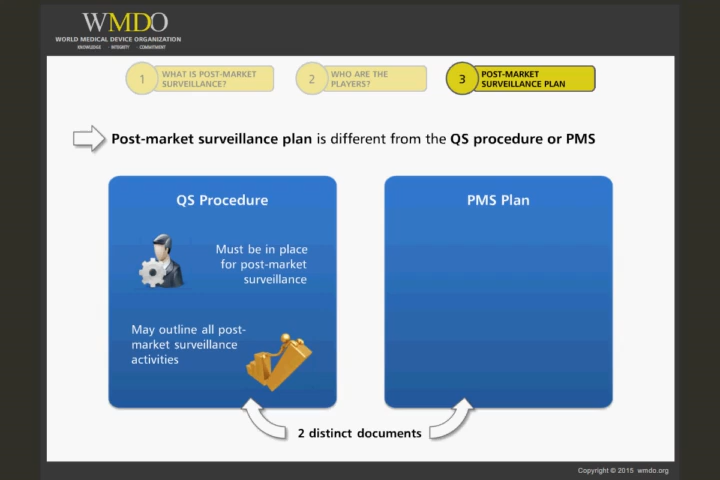 WMDO
WORLD MEDICAL DEVICE ORGANIZATION
KNOWLEDGE · INTEGRITY · COMMITMENT
1 WHAT IS POST-MARKET
SURVEILLANCE?
2 WHO ARE THE
PLAYERS?
3 POST-MARKET
SURVEILLANCE PLAN
Post-market surveillance plan is different from the QS procedure or PMS
QS Procedure
Must be in place
for post-market
surveillance
May outline all post-
market surveillance
activities
PMS Plan
2 distinct documents
Copyright © 2015 wmdo.org